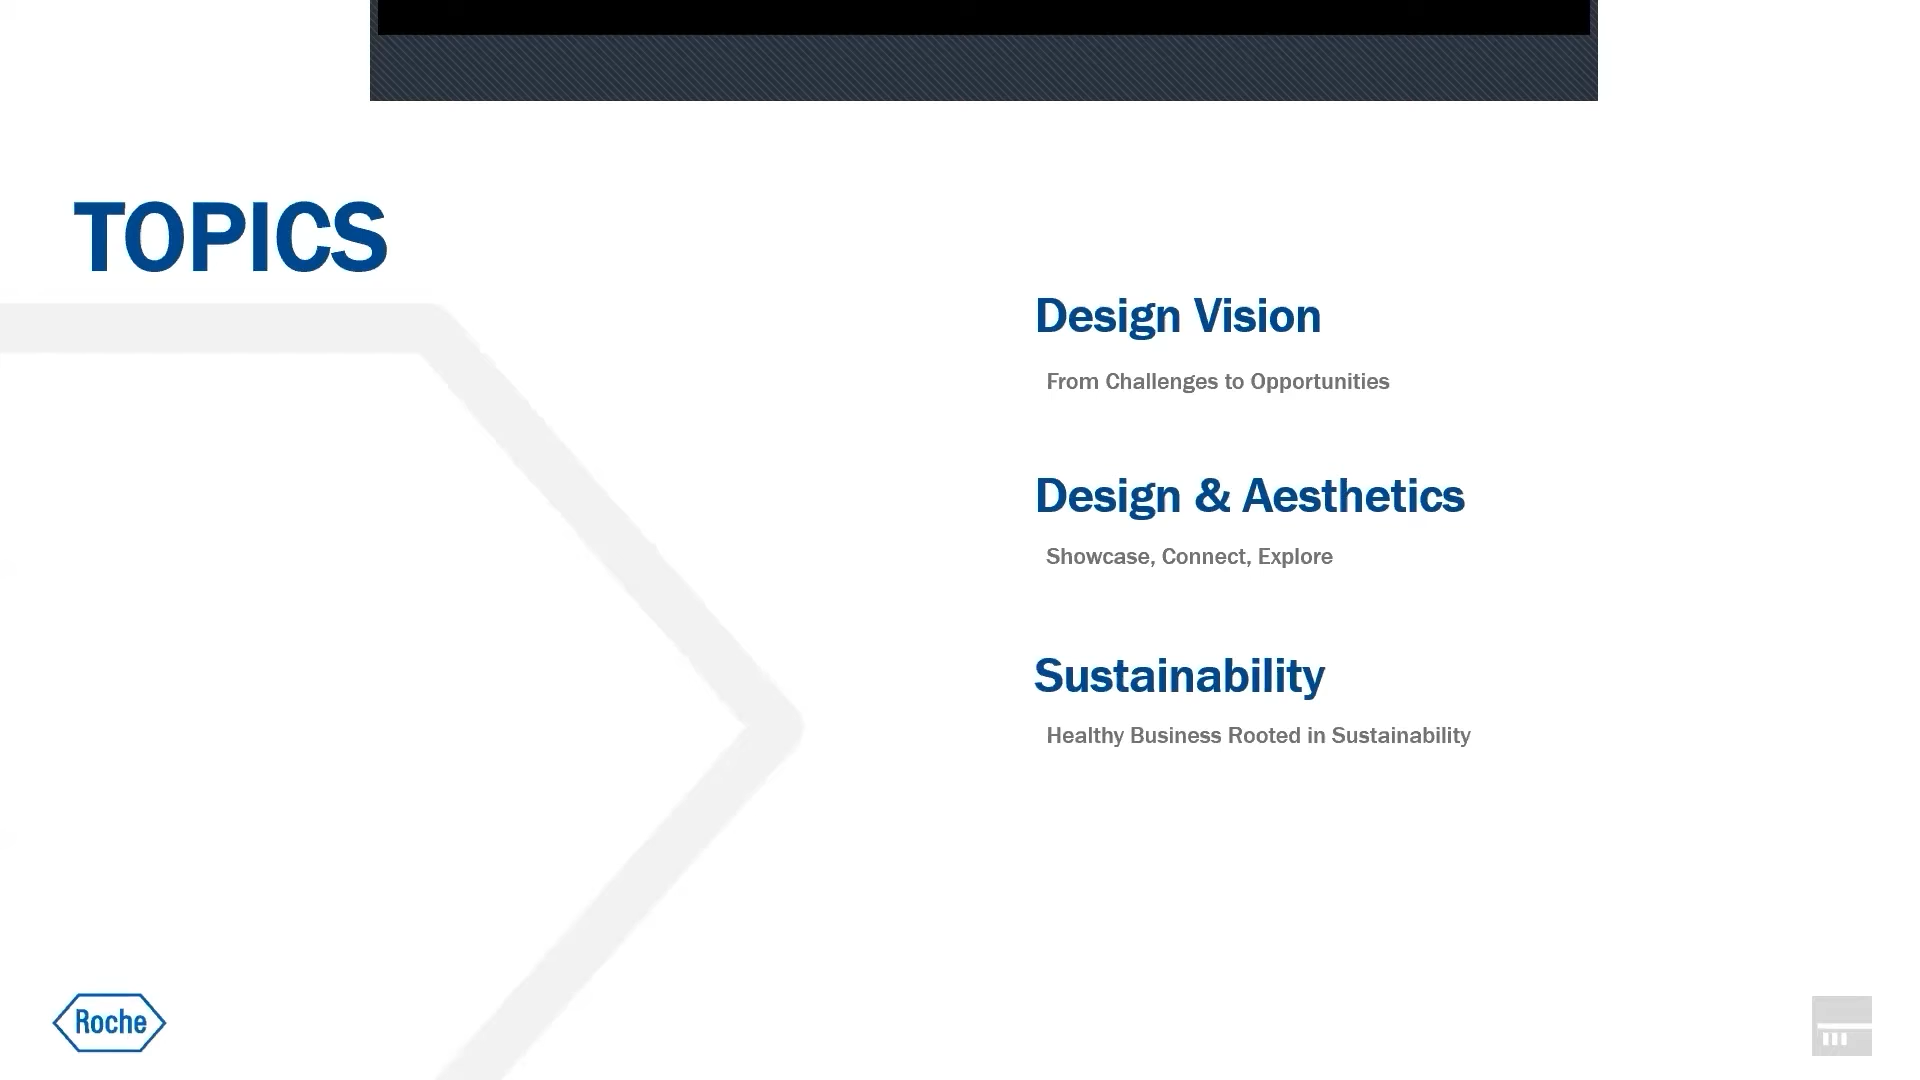 TOPICS
Design Vision
From Challenges to Opportunities
Design & Aesthetics
Showcase, Connect, Explore
Sustainability
Healthy Business Rooted in Sustainability
Roche